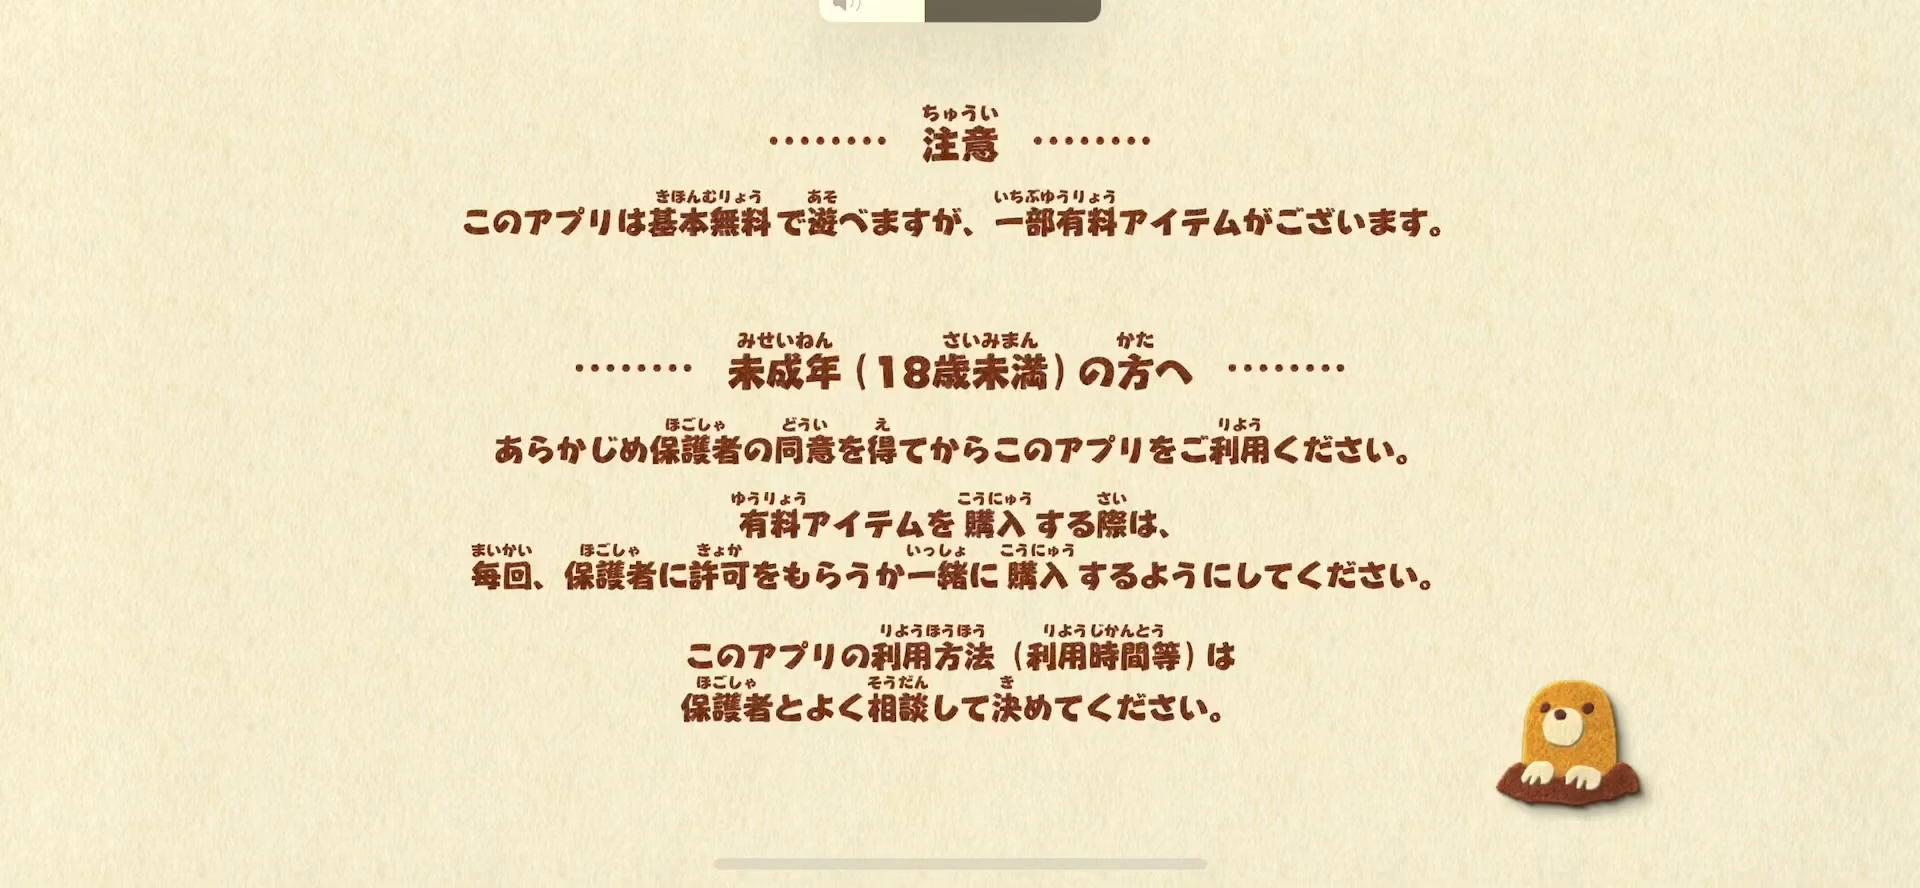 ちゅうい
········ 注意 ········
きほんむりょう あそ いちぶゆうりょう
このアプリは基本無料で遊べますが、一部有料アイテムがございます。
みせいねん さいみまん かた
········ 未成年(18歳未満)の方へ ········
ほごしゃ どうい え りよう
あらかじめ保護者の同意を得てからこのアプリをご利用ください。
ゆうりょう こうにゅう さい
有料アイテムを購入する際は、
まいかい ほごしゃ きょか いっしょ こうにゅう
毎回、保護者に許可をもらうか一緒に購入するようにしてください。
りようほうほう りようじかんとう
このアプリの利用方法(利用時間等)は
ほごしゃ そうだん き
保護者とよく相談して決めてください。